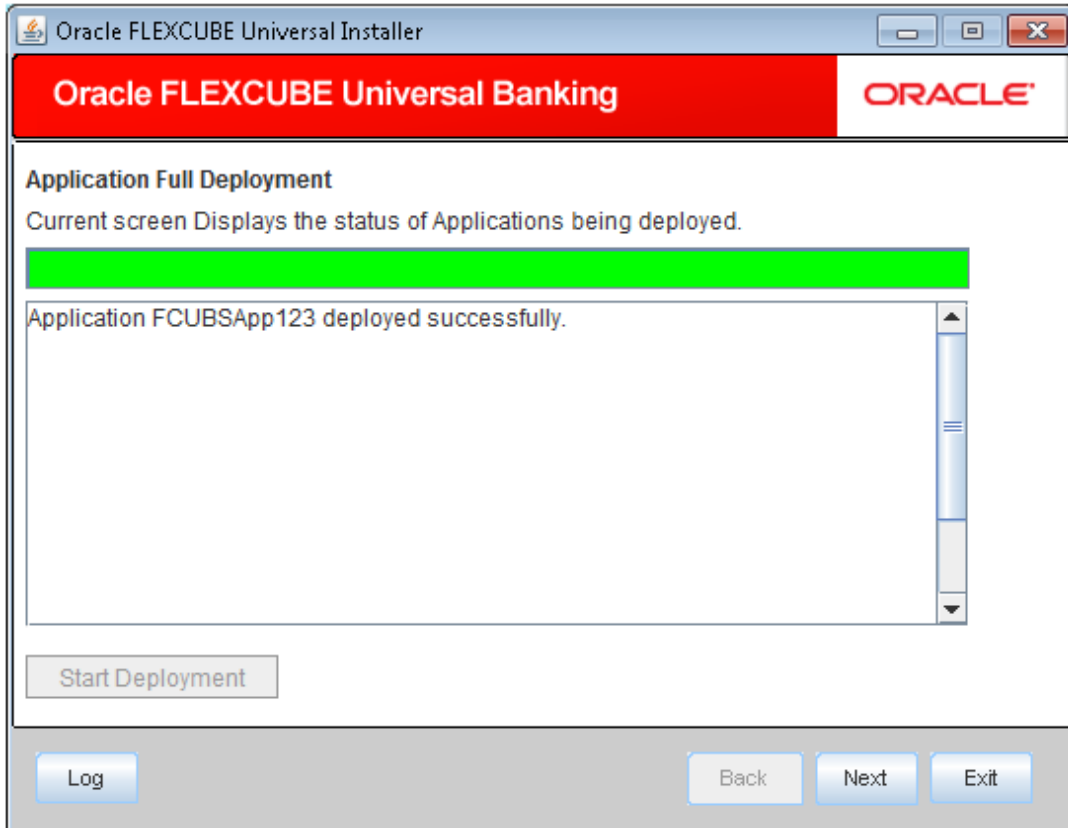 Oracle FLEXCUBE Universal Installer
Oracle FLEXCUBE Universal Banking
ORACLE
Application Full Deployment
Current screen Displays the status of Applications being deployed.
Application FCUBSApp123 deployed successfully.
Start Deployment
Log
Back
Next
Exit